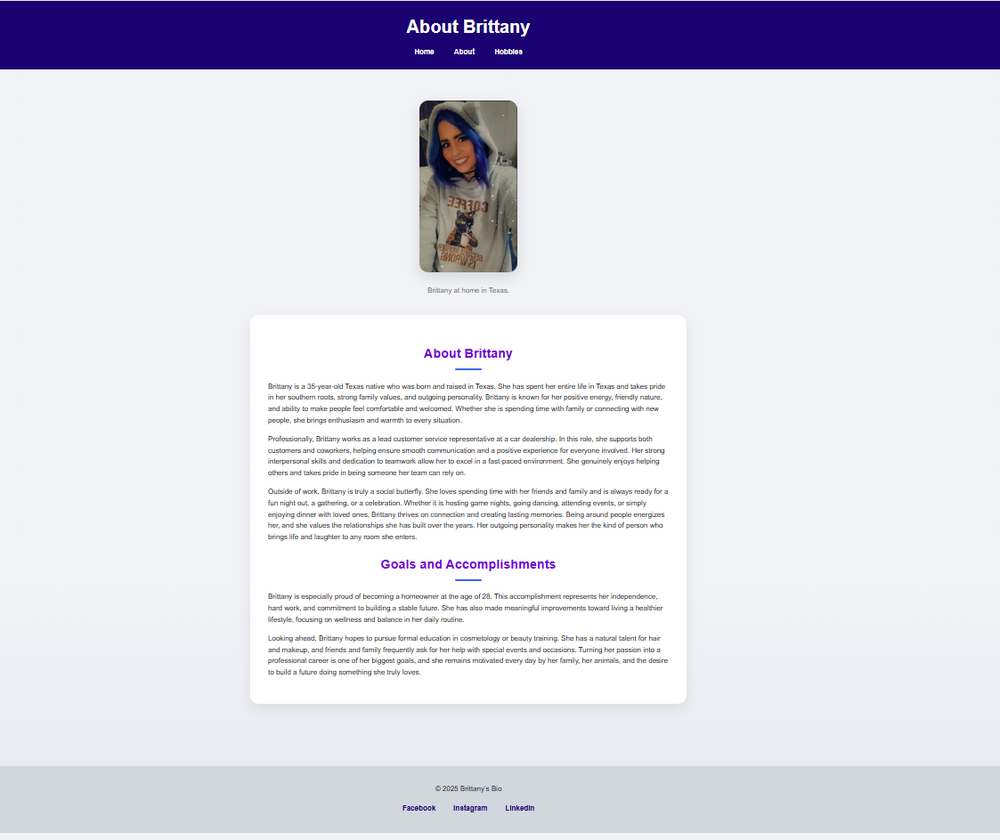 About Brittany
Home About Hobbies
COFFEE
IS WRONG
Brittany at home in Texas.
About Brittany
Brittany is a 35-year-old Texas native who was born and raised in Texas. She has spent her entire life in Texas and takes pride
in her southern roots, strong family values, and outgoing personality. Brittany is known for her positive energy, friendly nature,
and ability to make people feel comfortable and welcomed. Whether she is spending time with family or connecting with new
people, she brings enthusiasm and warmth to every situation.
Professionally, Brittany works as a lead customer service representative at a car dealership. In this role, she supports both
customers and coworkers, helping ensure smooth communication and a positive experience for everyone involved. Her strong
interpersonal skills and dedication to teamwork allow her to excel in a fast-paced environment. She genuinely enjoys helping
others and takes pride in being someone her team can rely on.
Outside of work, Brittany is truly a social butterfly. She loves spending time with her friends and family and is always ready for a
fun night out, a gathering, or a celebration. Whether it is hosting game nights, going dancing, attending events, or simply
enjoying dinner with loved ones, Brittany thrives on connection and creating lasting memories. Being around people energizes
her, and she values the relationships she has built over the years. Her outgoing personality makes her the kind of person who
brings life and laughter to any room she enters.
Goals and Accomplishments
Brittany is especially proud of becoming a homeowner at the age of 28. This accomplishment represents her independence,
hard work, and commitment to building a stable future. She has also made meaningful improvements toward living a healthier
lifestyle, focusing on wellness and balance in her daily routine.
Looking ahead, Brittany hopes to pursue formal education in cosmetology or beauty training. She has a natural talent for hair
and makeup, and friends and family frequently ask for her help with special events and occasions. Turning her passion into a
professional career is one of her biggest goals, and she remains motivated every day by her family, her animals, and the desire
to build a future doing something she truly loves.
© 2025 Brittany's Bio
Facebook Instagram LinkedIn